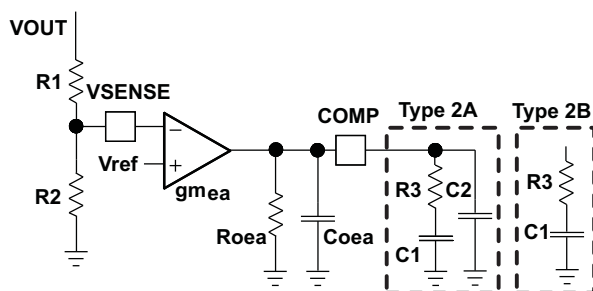 VOUT
R1
VSENSE
Vref
gmea
R2
Roea
Coea
COMP
Type 2A
R3
C2
C1
Type 2B
R3
C1
−
+